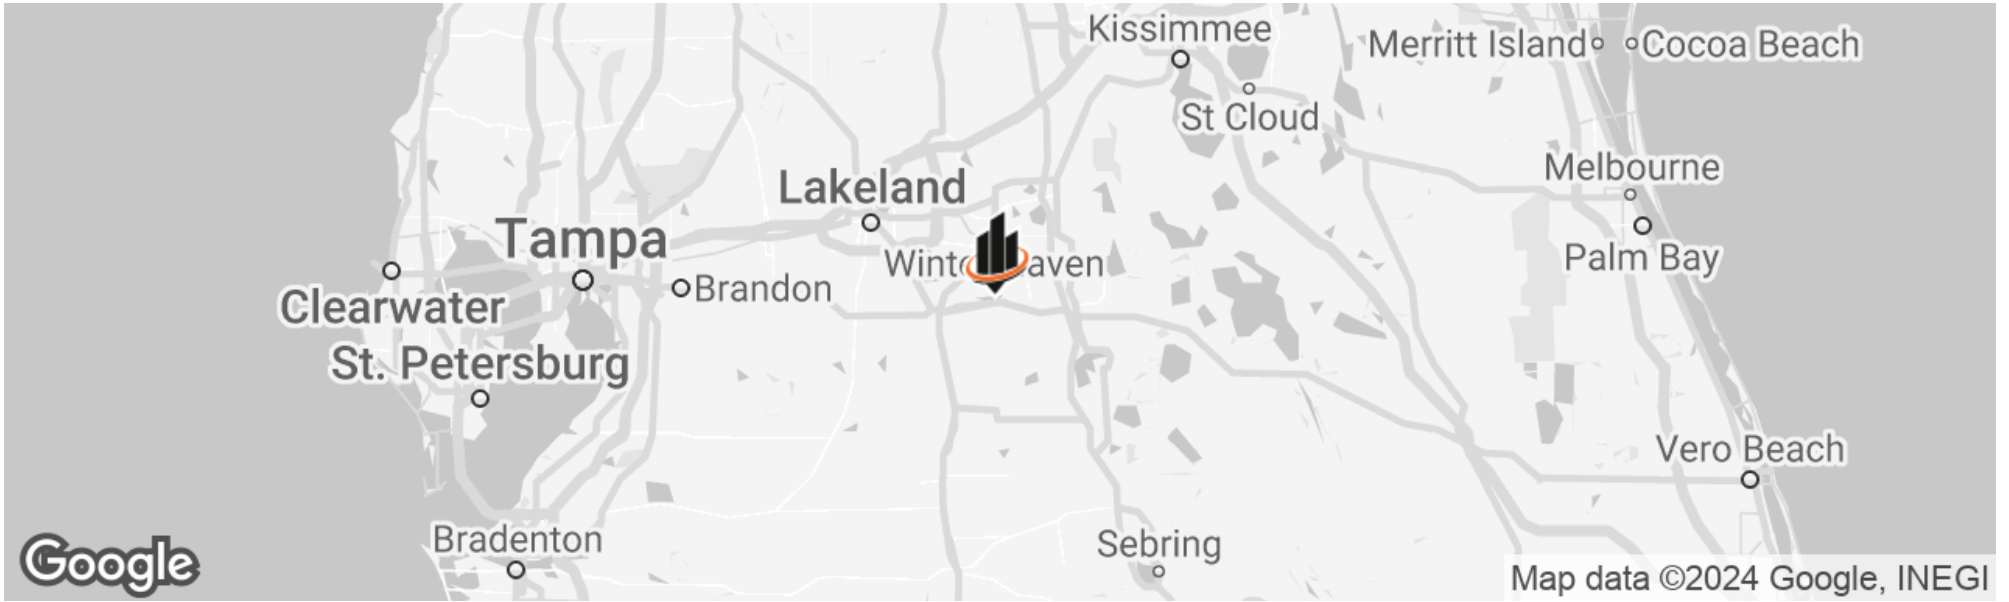 Kissimmee
Merritt Island
Cocoa Beach
St Cloud
Melbourne
Lakeland
Tampa
Palm Bay
Brandon
Clearwater
St. Petersburg
Vero Beach
Bradenton
Sebring
Google
Map data ©2024 Google, INEGI